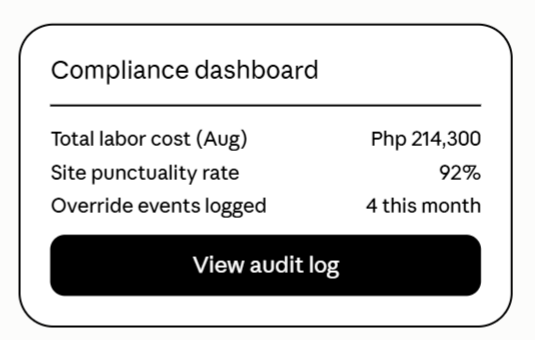 Compliance dashboard
Total labor cost (Aug) Php 214,300
Site punctuality rate 92%
Override events logged 4 this month
View audit log